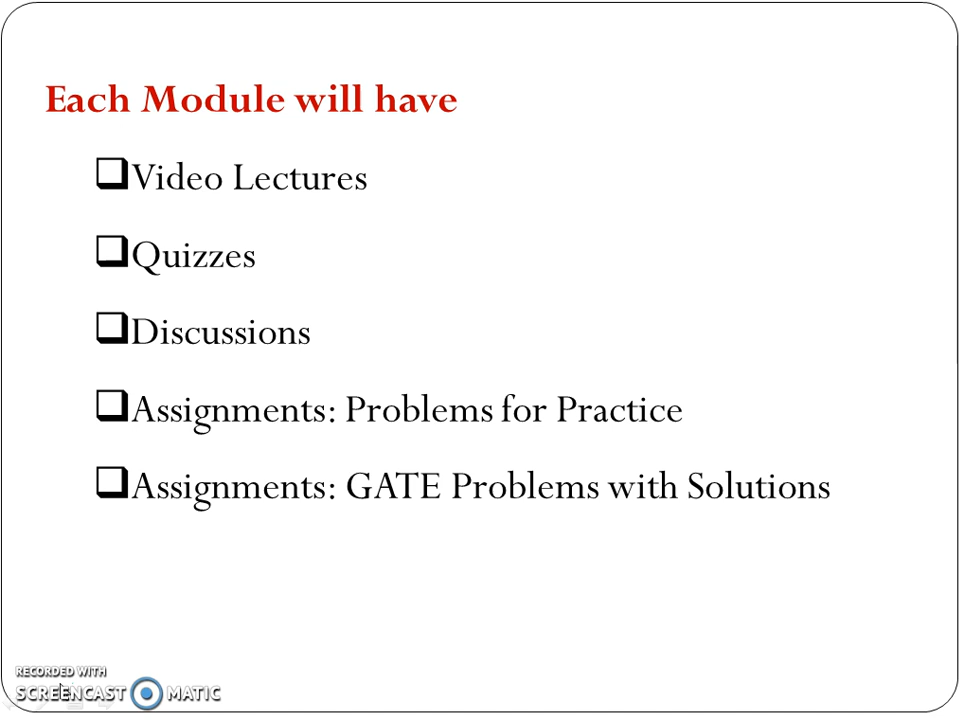 Each Module will have
Video Lectures
Quizzes
Discussions
Assignments: Problems for Practice
Assignments: GATE Problems with Solutions
RECORDED WITH
SCREENCAST MATIC